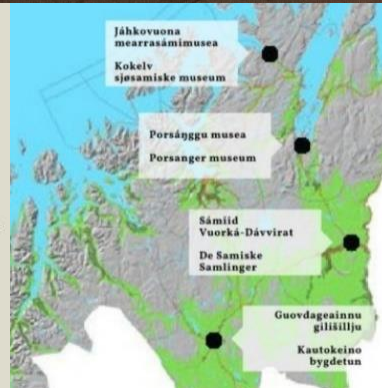 Jáhkovuona
mearrasámimusea
Kokelv
sjøsamiske museum
Porsáŋggu musea
Porsanger museum
Sámiid
Vuorká-Dávvirat
De Samiske
Samlinger
Guovdageainnu
gilišillju
Kautokeino
bygdetun